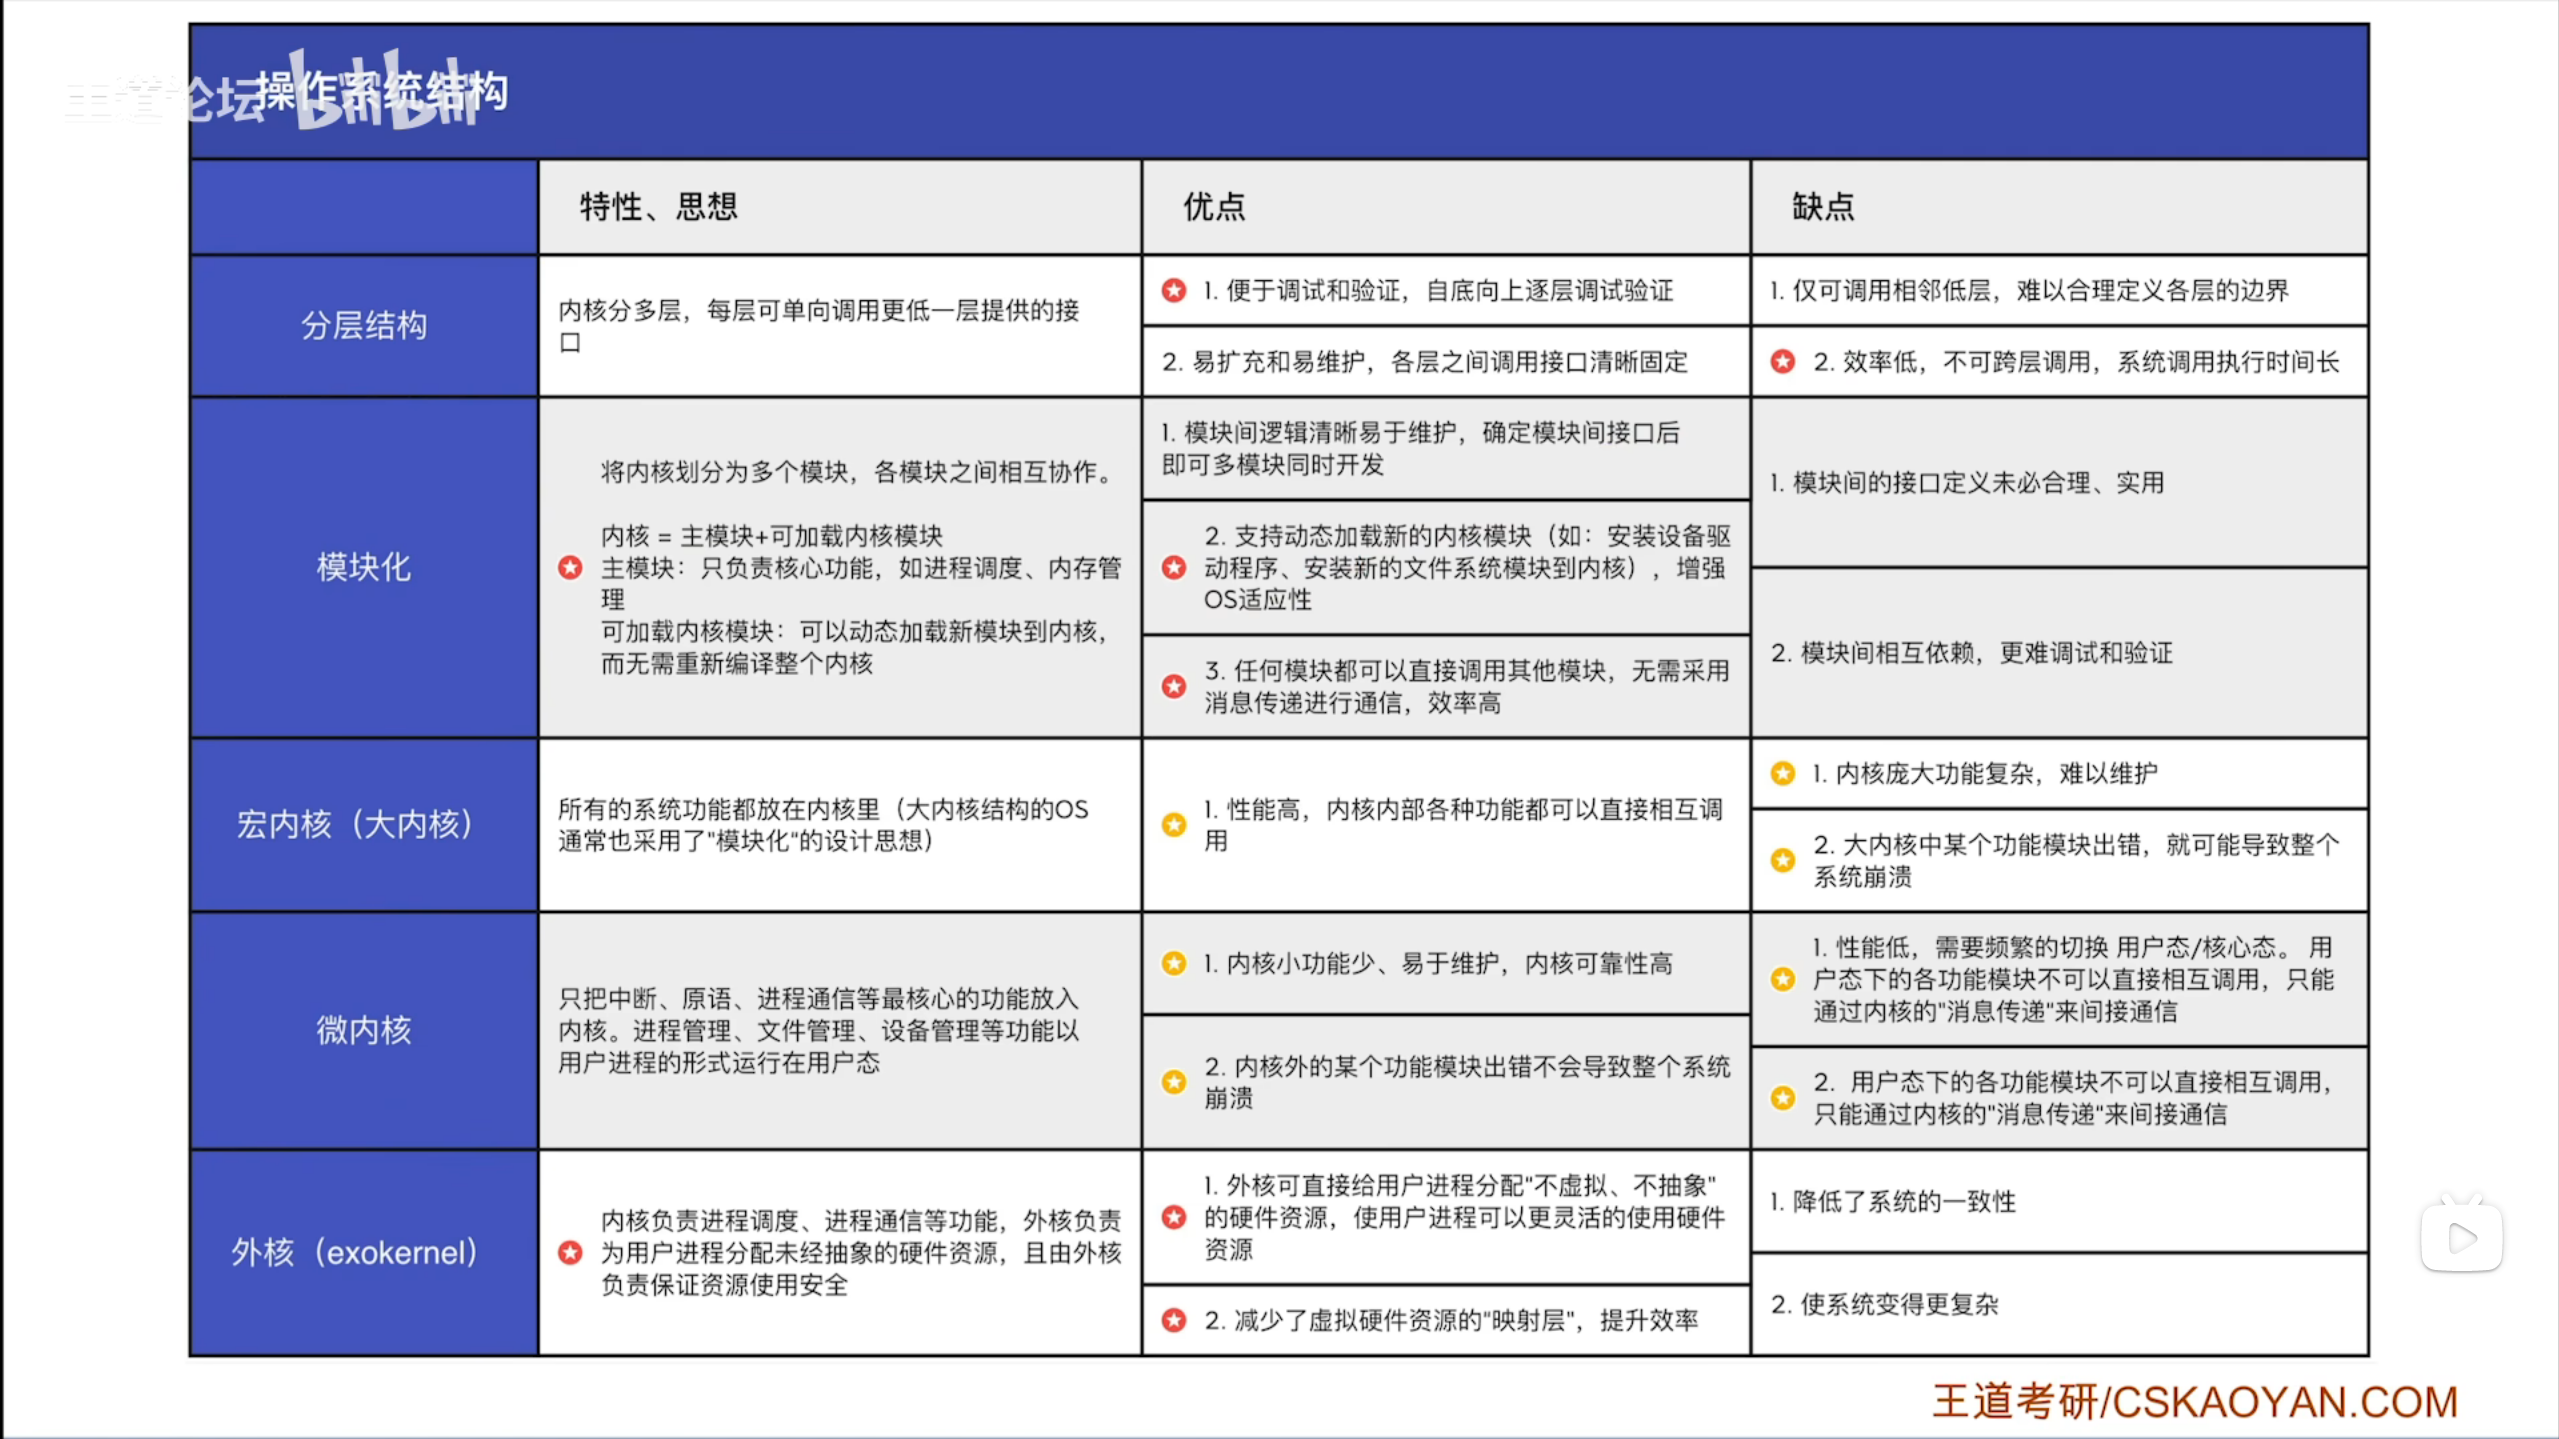 王道论坛 bilibili
操作系统结构
特性、思想
优点
缺点
分层结构
内核分多层，每层可单向调用更低一层提供的接
口
1. 便于调试和验证，自底向上逐层调试验证
2. 易扩充和易维护，各层之间调用接口清晰固定
1. 仅可调用相邻低层，难以合理定义各层的边界
2. 效率低，不可跨层调用，系统调用执行时间长
模块化
将内核划分为多个模块，各模块之间相互协作。
内核 = 主模块+可加载内核模块
主模块：只负责核心功能，如进程调度、内存管
理
可加载内核模块：可以动态加载新模块到内核，
而无需重新编译整个内核
1. 模块间逻辑清晰易于维护，确定模块间接口后
即可多模块同时开发
2. 支持动态加载新的内核模块（如：安装设备驱
动程序、安装新的文件系统模块到内核），增强
OS适应性
3. 任何模块都可以直接调用其他模块，无需采用
消息传递进行通信，效率高
1. 模块间的接口定义未必合理、实用
2. 模块间相互依赖，更难调试和验证
宏内核（大内核）
所有的系统功能都放在内核里（大内核结构的OS
通常也采用了"模块化"的设计思想）
1. 性能高，内核内部各种功能都可以直接相互调
用
1. 内核庞大功能复杂，难以维护
2. 大内核中某个功能模块出错，就可能导致整个
系统崩溃
微内核
只把中断、原语、进程通信等最核心的功能放入
内核。进程管理、文件管理、设备管理等功能以
用户进程的形式运行在用户态
1. 内核小功能少、易于维护，内核可靠性高
2. 内核外的某个功能模块出错不会导致整个系统
崩溃
1. 性能低，需要频繁的切换 用户态/核心态。 用
户态下的各功能模块不可以直接相互调用，只能
通过内核的"消息传递"来间接通信
2. 用户态下的各功能模块不可以直接相互调用，
只能通过内核的"消息传递"来间接通信
外核（exokernel）
内核负责进程调度、进程通信等功能，外核负责
为用户进程分配未经抽象的硬件资源，且由外核
负责保证资源使用安全
1. 外核可直接给用户进程分配"不虚拟、不抽象"
的硬件资源，使用户进程可以更灵活的使用硬件
资源
2. 减少了虚拟硬件资源的"映射层"，提升效率
1. 降低了系统的一致性
2. 使系统变得更复杂
王道考研/CSKAOYAN.COM